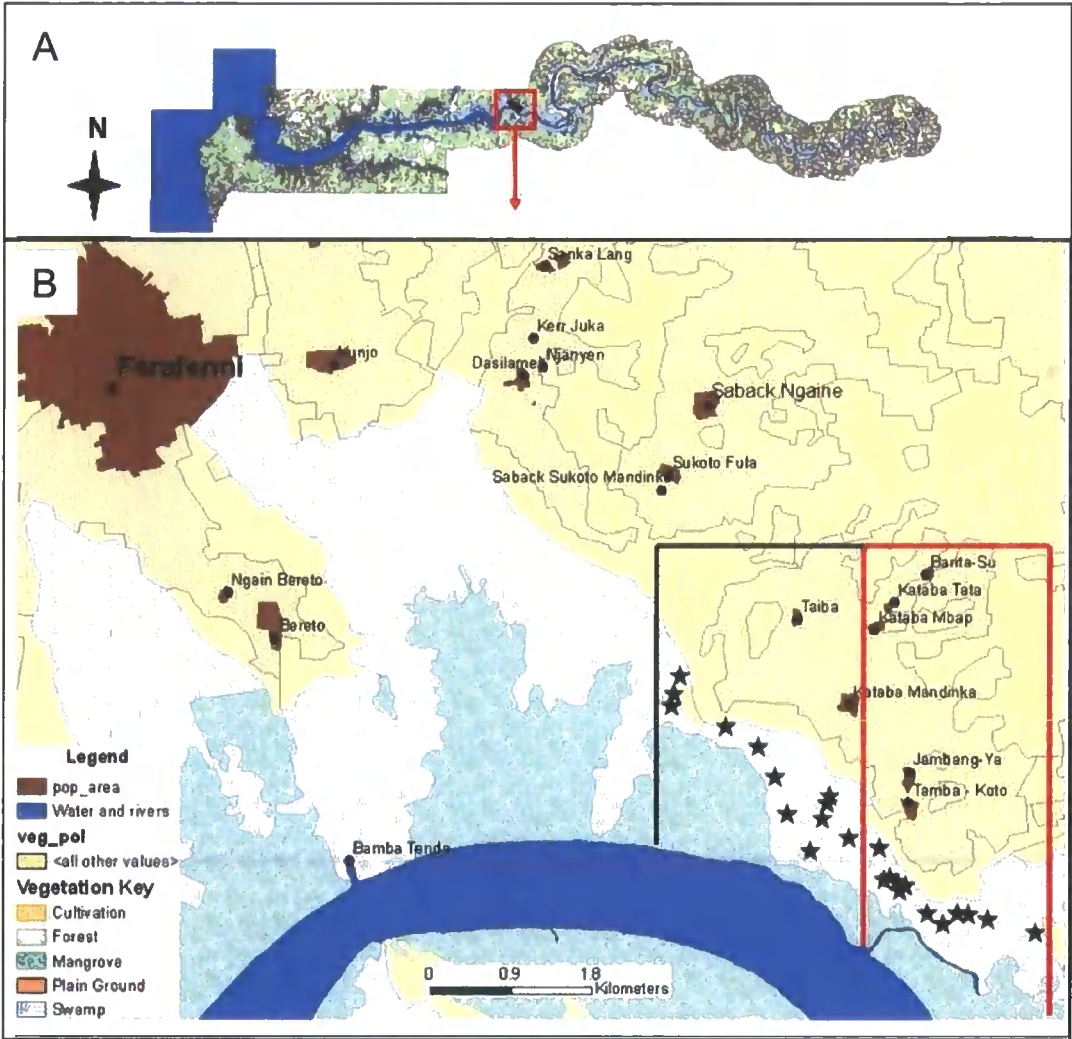 A
N
B
Sanka Lang
Kerr Juka
Njanyen
Dasilameh
Kunjo
Farafenni
Saback Ngaine
Sukoto Fula
Saback Sukoto Mandinka
Ngain Bereto
Bereto
Barita-Su
Kataba Tata
Taiba
Kataba Mbap
Kataba Mandinka
Jambang-Ya
Tamba - Koto
Bamba Tenda
Legend
pop_area
Water and rivers
veg_pol
<all other values>
Vegetation Key
Cultivation
Forest
Mangrove
Plain Ground
Swamp
0 0.9 1.8
Kilometers